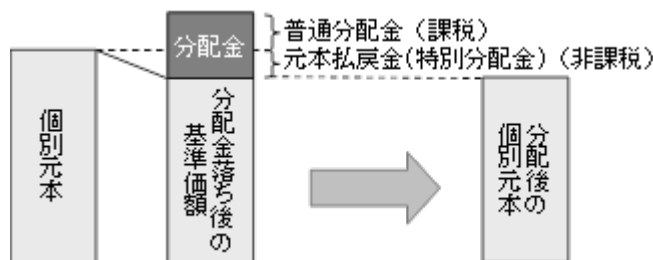 分配金
普通分配金（課税）
元本払戻金(特別分配金)（非課税）
個別元本
分配金落ち後の
基準価額
分配後の
個別元本